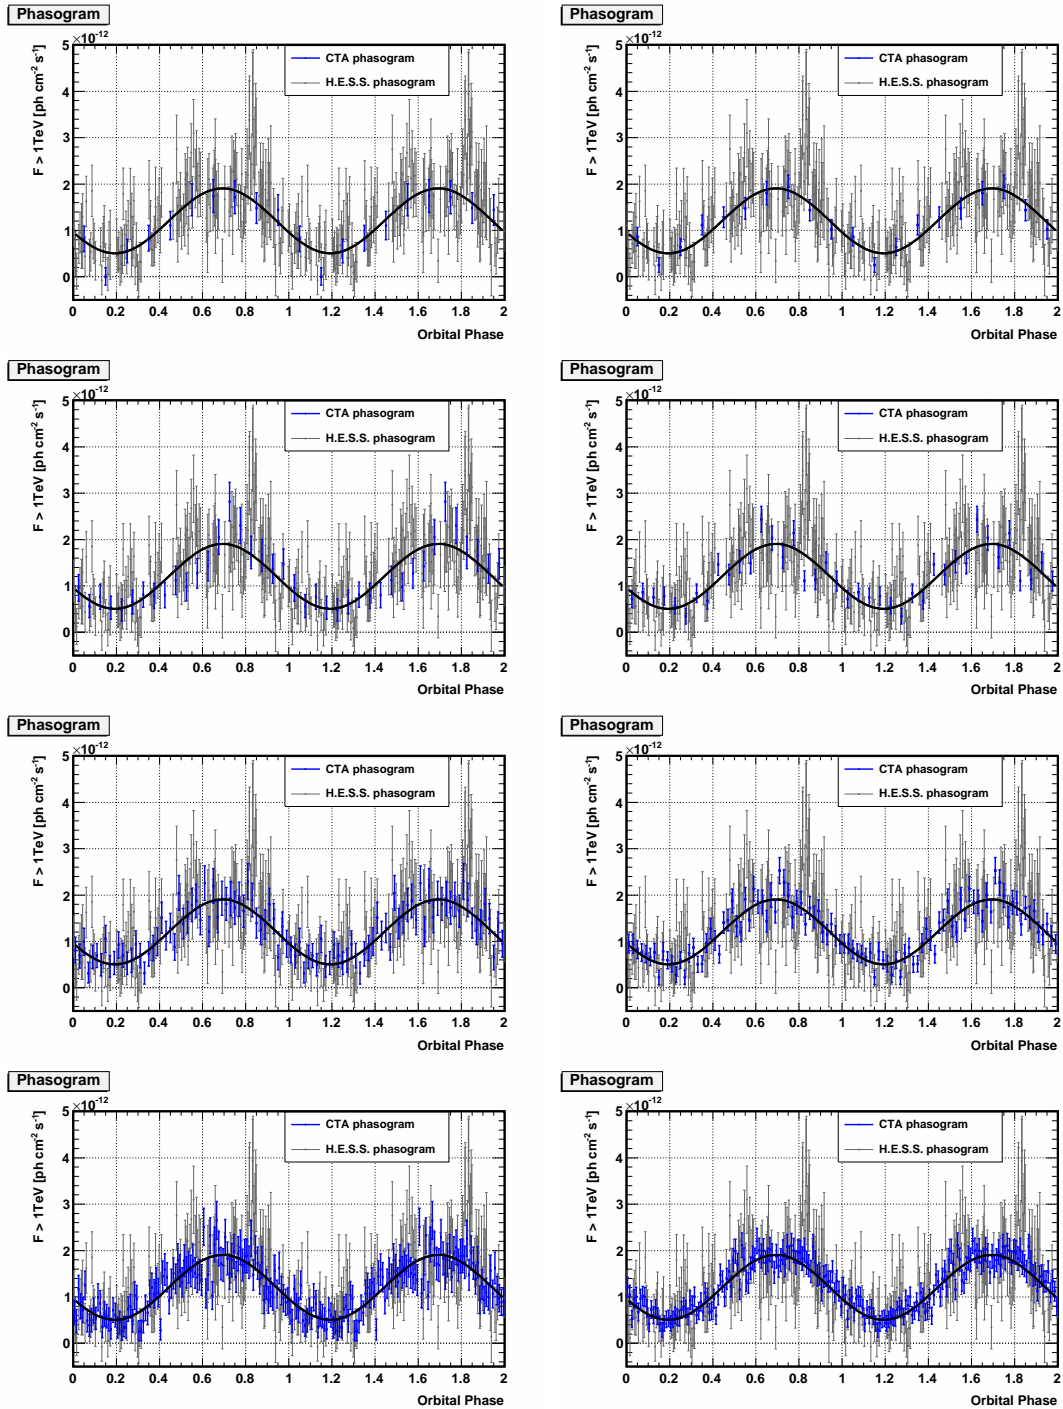 Phasogram
×10⁻¹²
F > 1TeV [ph cm⁻² s⁻¹]
5
4
3
2
1
0
CTA phasogram
H.E.S.S. phasogram
0 0.2 0.4 0.6 0.8 1 1.2 1.4 1.6 1.8 2
Orbital Phase
Phasogram
×10⁻¹²
F > 1TeV [ph cm⁻² s⁻¹]
5
4
3
2
1
0
CTA phasogram
H.E.S.S. phasogram
0 0.2 0.4 0.6 0.8 1 1.2 1.4 1.6 1.8 2
Orbital Phase
Phasogram
×10⁻¹²
F > 1TeV [ph cm⁻² s⁻¹]
5
4
3
2
1
0
CTA phasogram
H.E.S.S. phasogram
0 0.2 0.4 0.6 0.8 1 1.2 1.4 1.6 1.8 2
Orbital Phase
Phasogram
×10⁻¹²
F > 1TeV [ph cm⁻² s⁻¹]
5
4
3
2
1
0
CTA phasogram
H.E.S.S. phasogram
0 0.2 0.4 0.6 0.8 1 1.2 1.4 1.6 1.8 2
Orbital Phase
Phasogram
×10⁻¹²
F > 1TeV [ph cm⁻² s⁻¹]
5
4
3
2
1
0
CTA phasogram
H.E.S.S. phasogram
0 0.2 0.4 0.6 0.8 1 1.2 1.4 1.6 1.8 2
Orbital Phase
Phasogram
×10⁻¹²
F > 1TeV [ph cm⁻² s⁻¹]
5
4
3
2
1
0
CTA phasogram
H.E.S.S. phasogram
0 0.2 0.4 0.6 0.8 1 1.2 1.4 1.6 1.8 2
Orbital Phase
Phasogram
×10⁻¹²
F > 1TeV [ph cm⁻² s⁻¹]
5
4
3
2
1
0
CTA phasogram
H.E.S.S. phasogram
0 0.2 0.4 0.6 0.8 1 1.2 1.4 1.6 1.8 2
Orbital Phase
Phasogram
×10⁻¹²
F > 1TeV [ph cm⁻² s⁻¹]
5
4
3
2
1
0
CTA phasogram
H.E.S.S. phasogram
0 0.2 0.4 0.6 0.8 1 1.2 1.4 1.6 1.8 2
Orbital Phase